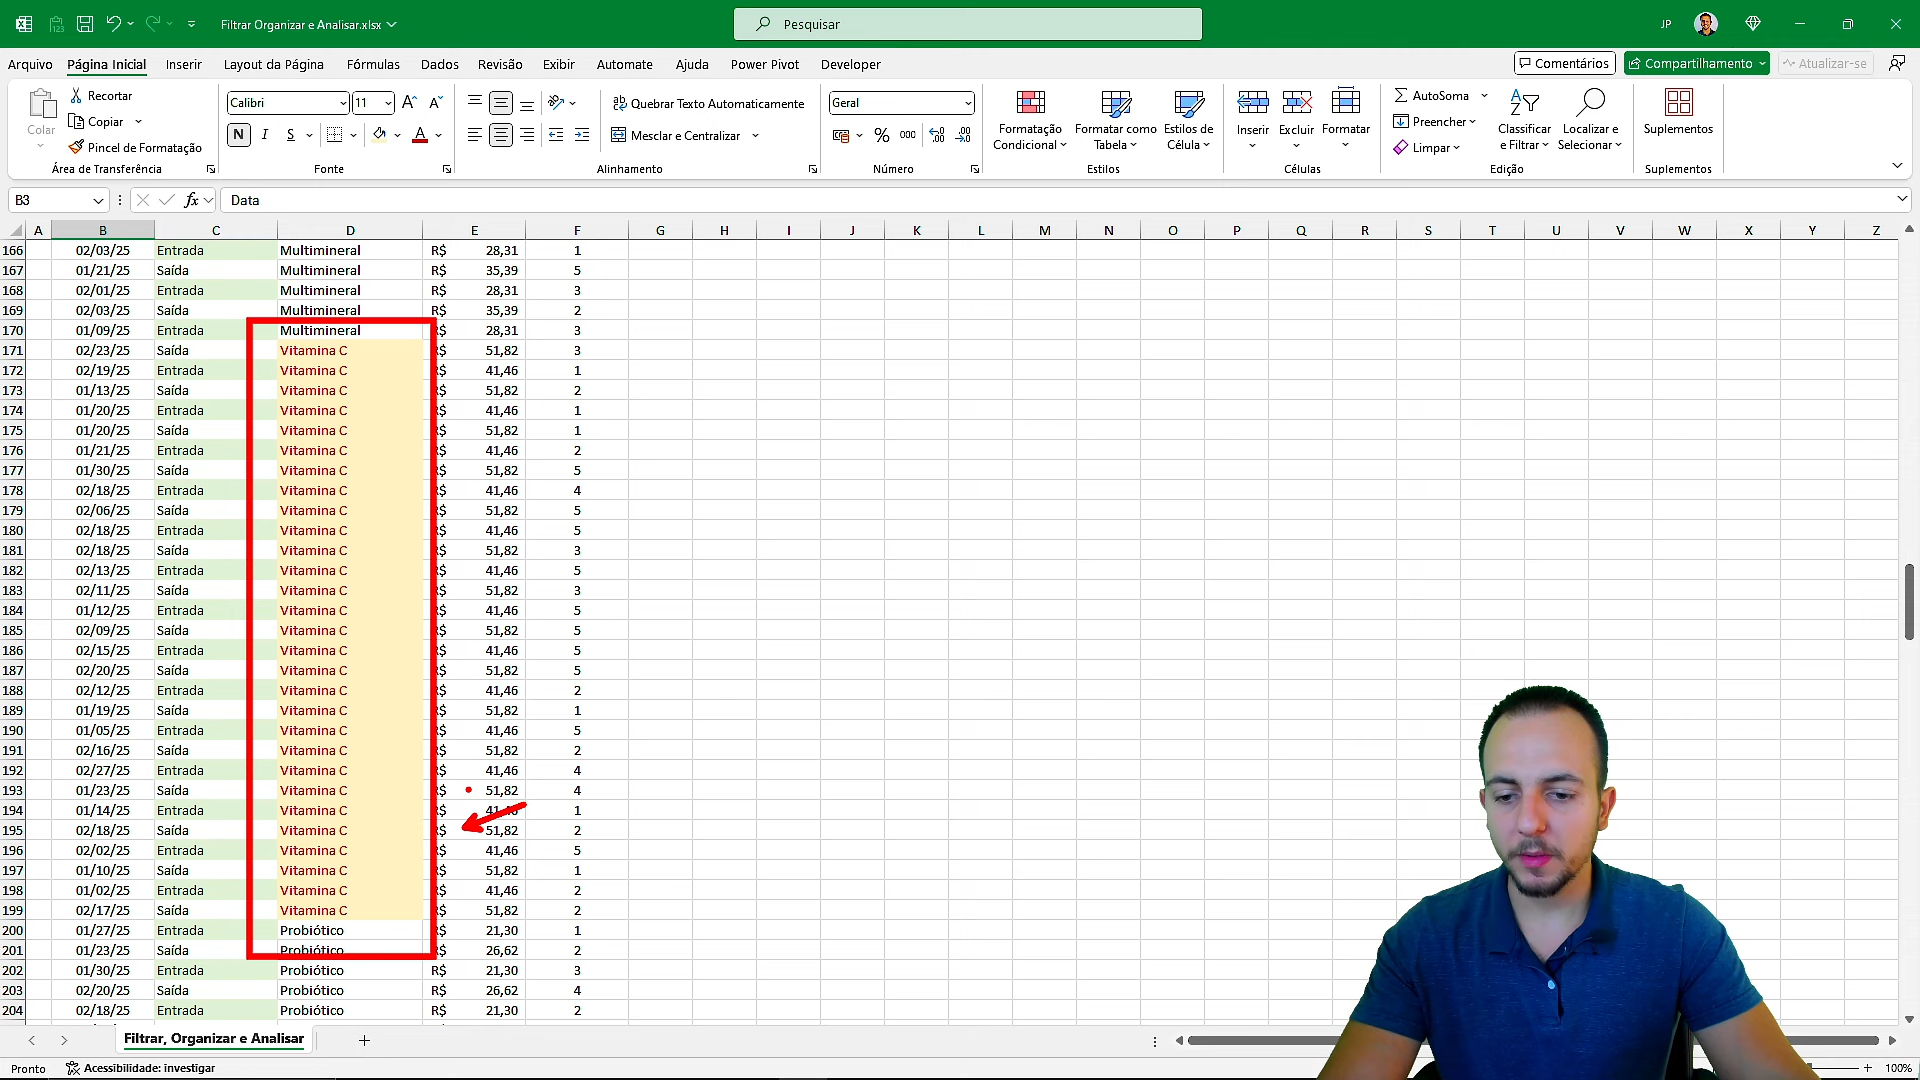 Filtrar Organizar e Analisar.xlsx
Pesquisar
JP
Arquivo Página Inicial Inserir Layout da Página Fórmulas Dados Revisão Exibir Automate Ajuda Power Pivot Developer
Comentários Compartilhamento Atualizar-se
Colar
Recortar
Copiar
Pincel de Formatação
Área de Transferência
Calibri 11
N I S
Fonte
Quebrar Texto Automaticamente
Mesclar e Centralizar
Alinhamento
Geral
% 000
Número
Formatação Condicional
Formatar como Tabela
Estilos de Célula
Estilos
Inserir Excluir Formatar
Células
AutoSoma
Preencher
Limpar
Classificar e Filtrar
Localizar e Selecionar
Edição
Suplementos
Suplementos
B3 fx Data
A B C D E F G H I J K L M N O P Q R S T U V W X Y Z
166 02/03/25 Entrada Multimineral R$ 28,31 1
167 01/21/25 Saída Multimineral R$ 35,39 5
168 02/01/25 Entrada Multimineral R$ 28,31 3
169 02/03/25 Saída Multimineral R$ 35,39 2
170 01/09/25 Entrada Multimineral R$ 28,31 3
171 02/23/25 Saída Vitamina C R$ 51,82 3
172 02/19/25 Entrada Vitamina C R$ 41,46 1
173 01/13/25 Saída Vitamina C R$ 51,82 2
174 01/20/25 Entrada Vitamina C R$ 41,46 1
175 01/20/25 Saída Vitamina C R$ 51,82 1
176 01/21/25 Entrada Vitamina C R$ 41,46 2
177 01/30/25 Saída Vitamina C R$ 51,82 5
178 02/18/25 Entrada Vitamina C R$ 41,46 4
179 02/06/25 Saída Vitamina C R$ 51,82 5
180 02/18/25 Entrada Vitamina C R$ 41,46 5
181 02/18/25 Saída Vitamina C R$ 51,82 3
182 02/13/25 Entrada Vitamina C R$ 41,46 5
183 02/11/25 Saída Vitamina C R$ 51,82 3
184 01/12/25 Entrada Vitamina C R$ 41,46 5
185 02/09/25 Saída Vitamina C R$ 51,82 5
186 02/15/25 Entrada Vitamina C R$ 41,46 5
187 02/20/25 Saída Vitamina C R$ 51,82 5
188 02/12/25 Entrada Vitamina C R$ 41,46 2
189 01/19/25 Saída Vitamina C R$ 51,82 1
190 01/05/25 Entrada Vitamina C R$ 41,46 5
191 02/16/25 Saída Vitamina C R$ 51,82 2
192 02/27/25 Entrada Vitamina C R$ 41,46 4
193 01/23/25 Saída Vitamina C R$ 51,82 4
194 01/14/25 Entrada Vitamina C R$ 41,46 1
195 02/18/25 Saída Vitamina C R$ 51,82 2
196 02/02/25 Entrada Vitamina C R$ 41,46 5
197 01/10/25 Saída Vitamina C R$ 51,82 1
198 01/02/25 Entrada Vitamina C R$ 41,46 2
199 02/17/25 Saída Vitamina C R$ 51,82 2
200 01/27/25 Entrada Probiótico R$ 21,30 1
201 01/23/25 Saída Probiótico R$ 26,62 2
202 01/30/25 Entrada Probiótico R$ 21,30 3
203 02/20/25 Saída Probiótico R$ 26,62 4
204 02/18/25 Entrada Probiótico R$ 21,30 2
Filtrar, Organizar e Analisar
Pronto Acessibilidade: investigar 100%